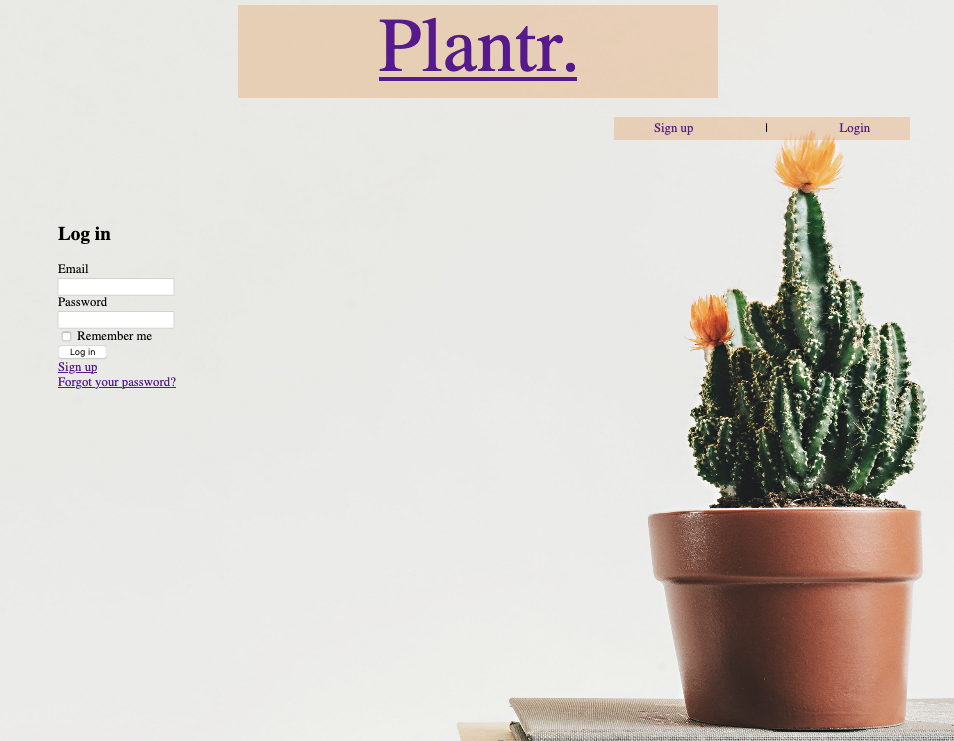 Plantr.
Sign up | Login
Log in
Email
Password
Remember me
Log in
Sign up
Forgot your password?